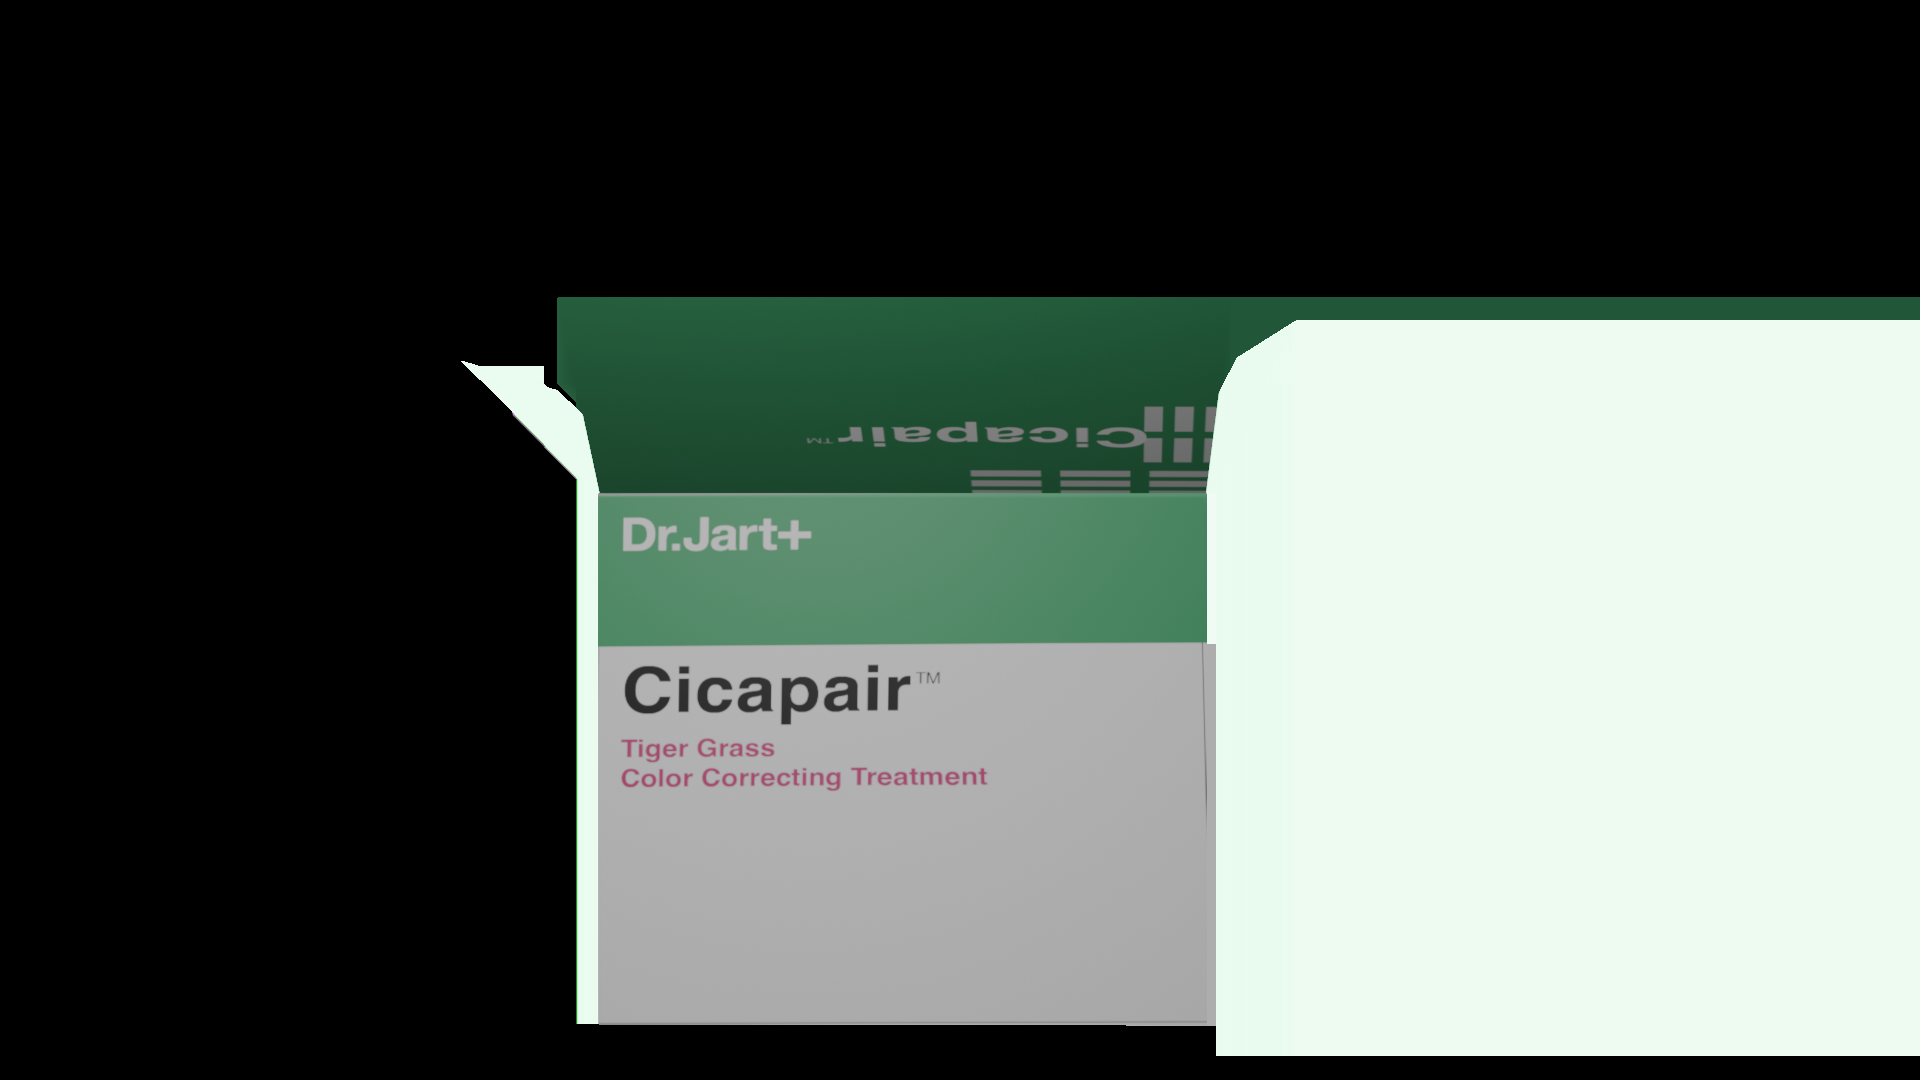 Cicapair™
Dr.Jart+
Cicapair™
Tiger Grass
Color Correcting Treatment